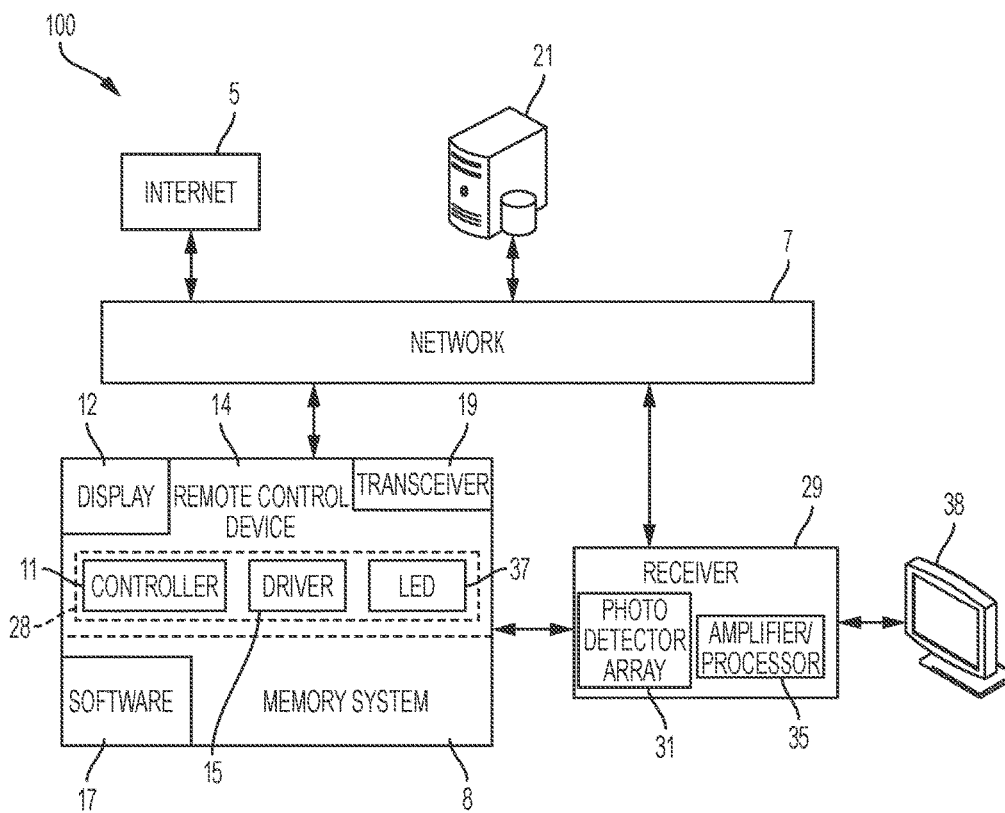 100
5
21
INTERNET
7
NETWORK
12
14
19
DISPLAY
REMOTE CONTROL
DEVICE
TRANSCEIVER
29
38
11
CONTROLLER
DRIVER
LED
37
RECEIVER
28
PHOTO
DETECTOR
ARRAY
AMPLIFIER/
PROCESSOR
SOFTWARE
MEMORY SYSTEM
31
35
17
15
8